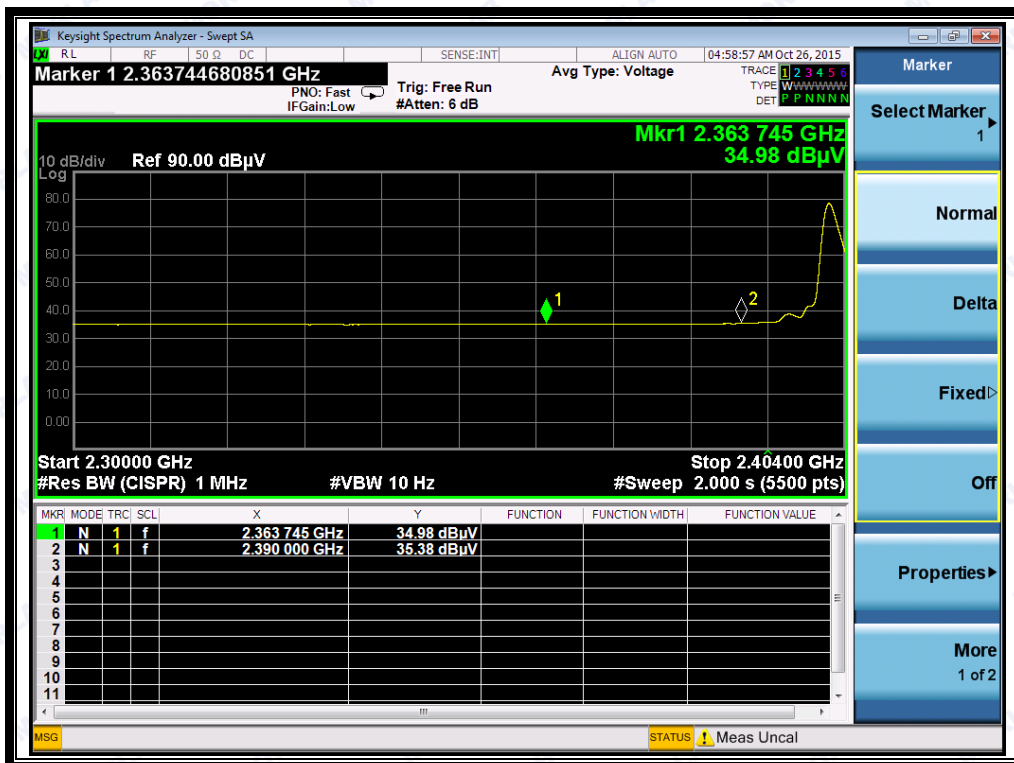 Keysight Spectrum Analyzer - Swept SA
RL RF 50 Ω DC SENSE:INT ALIGN AUTO 04:58:57 AM Oct 26, 2015
Marker 1 2.363744680851 GHz
PNO: Fast
IFGain:Low
Trig: Free Run
#Atten: 6 dB
Avg Type: Voltage
TRACE 1 2 3 4 5 6
TYPE WWWWWW
DET P P N N N N
Mkr1 2.363 745 GHz
34.98 dBµV
10 dB/div Ref 90.00 dBµV
Log
80.0
70.0
60.0
50.0
40.0
30.0
20.0
10.0
0.00
1
2
Start 2.30000 GHz Stop 2.40400 GHz
#Res BW (CISPR) 1 MHz #VBW 10 Hz #Sweep 2.000 s (5500 pts)
MKR MODE TRC SCL X Y FUNCTION FUNCTION WIDTH FUNCTION VALUE
1 N 1 f 2.363 745 GHz 34.98 dBµV
2 N 1 f 2.390 000 GHz 35.38 dBµV
3
4
5
6
7
8
9
10
11
MSG STATUS Meas Uncal
Marker
Select Marker
1
Normal
Delta
Fixed
Off
Properties
More
1 of 2